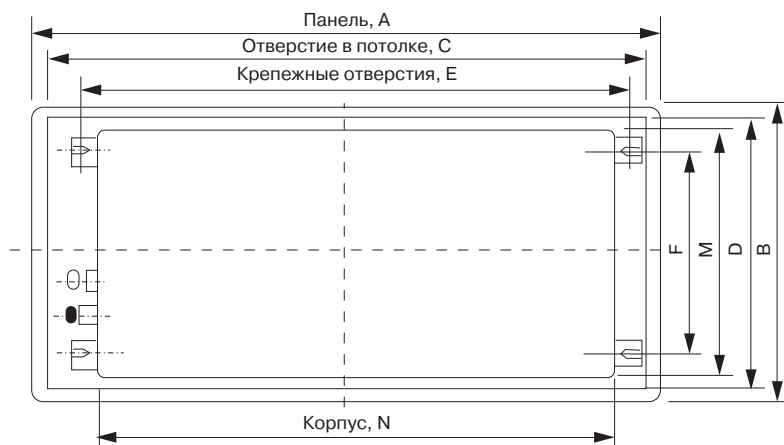 Панель, A
Отверстие в потолке, C
Крепежные отверстия, E
F
M
D
B
Корпус, N